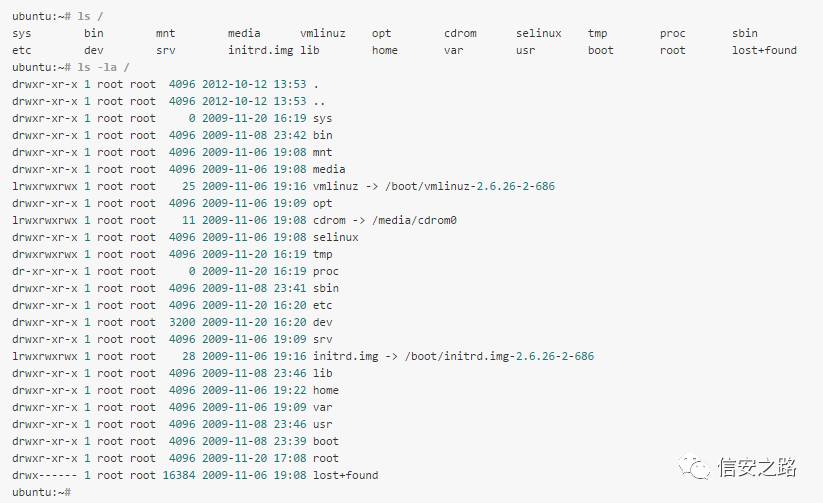 ubuntu:~# ls /
sys        bin        mnt        media      vmlinuz    opt        cdrom      selinux    tmp        proc       sbin
etc        dev        srv        initrd.img lib        home       var        usr        boot       root       lost+found
ubuntu:~# ls -la /
drwxr-xr-x 1 root root  4096 2012-10-12 13:53 .
drwxr-xr-x 1 root root  4096 2012-10-12 13:53 ..
drwxr-xr-x 1 root root     0 2009-11-20 16:19 sys
drwxr-xr-x 1 root root  4096 2009-11-08 23:42 bin
drwxr-xr-x 1 root root  4096 2009-11-06 19:08 mnt
drwxr-xr-x 1 root root  4096 2009-11-06 19:08 media
lrwxrwxrwx 1 root root    25 2009-11-06 19:16 vmlinuz -> /boot/vmlinuz-2.6.26-2-686
drwxr-xr-x 1 root root  4096 2009-11-06 19:09 opt
lrwxrwxrwx 1 root root    11 2009-11-06 19:08 cdrom -> /media/cdrom0
drwxr-xr-x 1 root root  4096 2009-11-06 19:08 selinux
drwxrwxrwx 1 root root  4096 2009-11-20 16:19 tmp
dr-xr-xr-x 1 root root     0 2009-11-20 16:19 proc
drwxr-xr-x 1 root root  4096 2009-11-08 23:41 sbin
drwxr-xr-x 1 root root  4096 2009-11-20 16:20 etc
drwxr-xr-x 1 root root  3200 2009-11-20 16:20 dev
drwxr-xr-x 1 root root  4096 2009-11-06 19:09 srv
lrwxrwxrwx 1 root root    28 2009-11-06 19:16 initrd.img -> /boot/initrd.img-2.6.26-2-686
drwxr-xr-x 1 root root  4096 2009-11-08 23:46 lib
drwxr-xr-x 1 root root  4096 2009-11-06 19:22 home
drwxr-xr-x 1 root root  4096 2009-11-06 19:09 var
drwxr-xr-x 1 root root  4096 2009-11-08 23:46 usr
drwxr-xr-x 1 root root  4096 2009-11-08 23:39 boot
drwxr-xr-x 1 root root  4096 2009-11-20 17:08 root
drwx------ 1 root root 16384 2009-11-06 19:08 lost+found
ubuntu:~#
信安之路